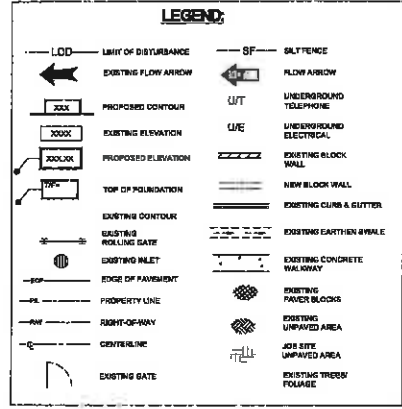 LEGEND:
LOD LIMIT OF DISTURBANCE
EXISTING FLOW ARROW
XXX PROPOSED CONTOUR
XXXX EXISTING ELEVATION
XXX.XX PROPOSED ELEVATION
T/F= TOP OF FOUNDATION
EXISTING CONTOUR
EXISTING
ROLLING GATE
EXISTING INLET
EOP EDGE OF PAVEMENT
P/L PROPERTY LINE
R/W RIGHT-OF-WAY
CENTERLINE
EXISTING GATE
SF SILT FENCE
FLOW ARROW
U/T UNDERGROUND
TELEPHONE
U/E UNDERGROUND
ELECTRICAL
EXISTING BLOCK
WALL
NEW BLOCK WALL
EXISTING CURB & GUTTER
EXISTING EARTHEN SWALE
EXISTING CONCRETE
WALKWAY
EXISTING
PAVER BLOCKS
EXISTING
UNPAVED AREA
JOB SITE
UNPAVED AREA
EXISTING TREES/
FOLIAGE